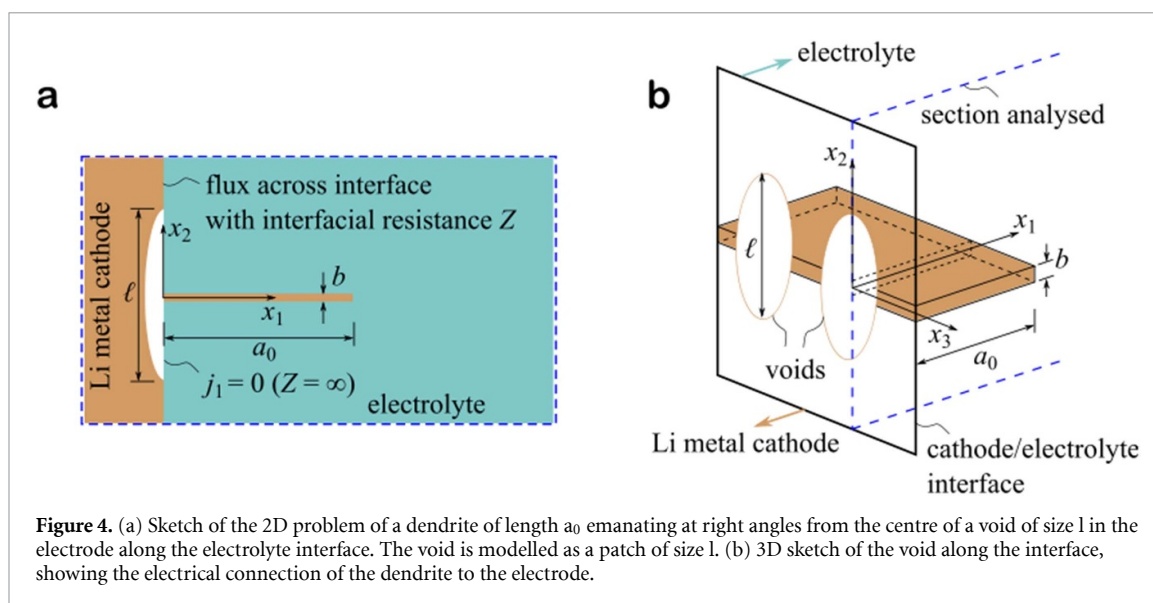 a
Li metal cathode
flux across interface
with interfacial resistance Z
x2
ℓ
b
x1
a0
j1 = 0 (Z = ∞)
electrolyte
b
electrolyte
section analysed
x2
x1
ℓ
b
x3
a0
voids
Li metal cathode
cathode/electrolyte
interface
Figure 4. (a) Sketch of the 2D problem of a dendrite of length a0 emanating at right angles from the centre of a void of size l in the
electrode along the electrolyte interface. The void is modelled as a patch of size l. (b) 3D sketch of the void along the interface,
showing the electrical connection of the dendrite to the electrode.